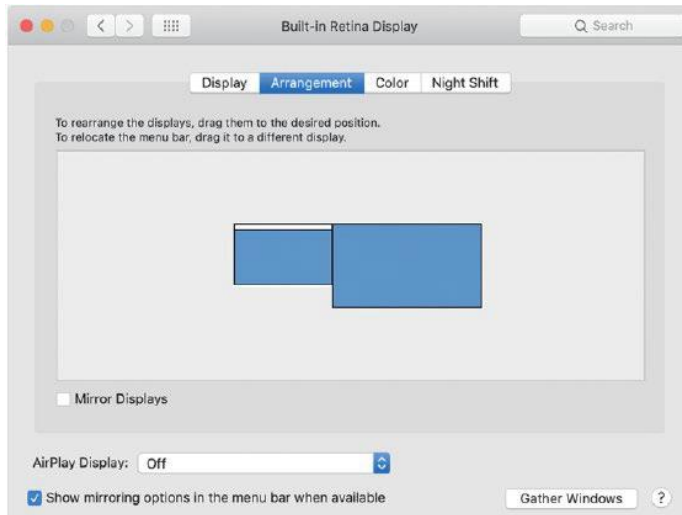 Built-in Retina Display
Search
Display Arrangement Color Night Shift
To rearrange the displays, drag them to the desired position.
To relocate the menu bar, drag it to a different display.
Mirror Displays
AirPlay Display: Off
Show mirroring options in the menu bar when available
Gather Windows ?